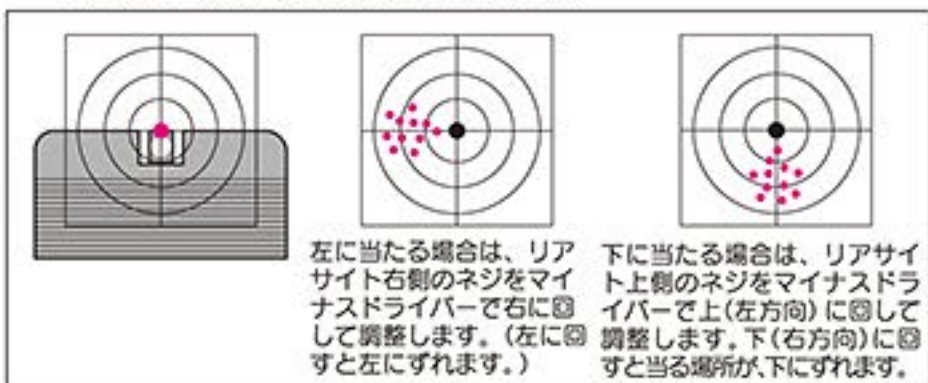 左に当たる場合は、リア
サイト右側のネジをマイ
ナスドライバーで右に回
して調整します。(左に回
すと左にずれます。)
下に当たる場合は、リアサイ
ト上側のネジをマイナスドラ
イバーで上(左方向)に回して
調整します。下(右方向)に回
すと当る場所が、下にずれます。